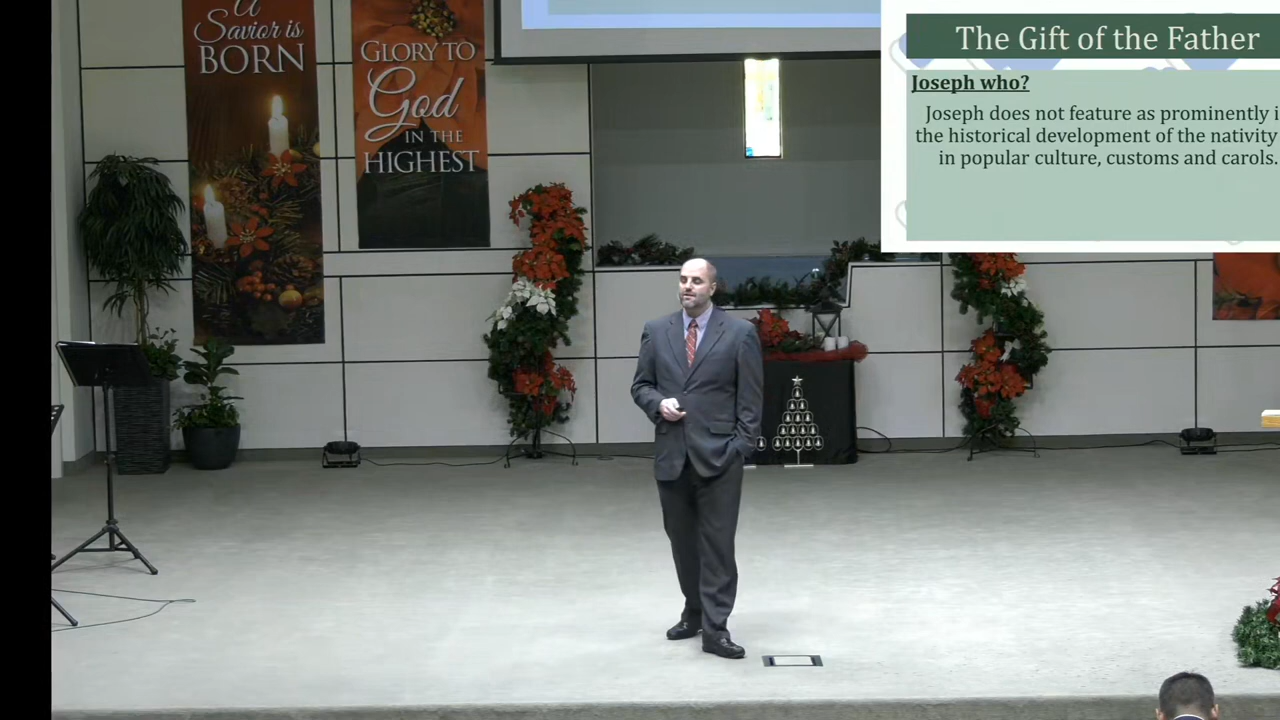 A
Savior is
BORN
GLORY TO
God
IN THE
HIGHEST
The Gift of the Father
Joseph who?
Joseph does not feature as prominently i
the historical development of the nativity
in popular culture, customs and carols.